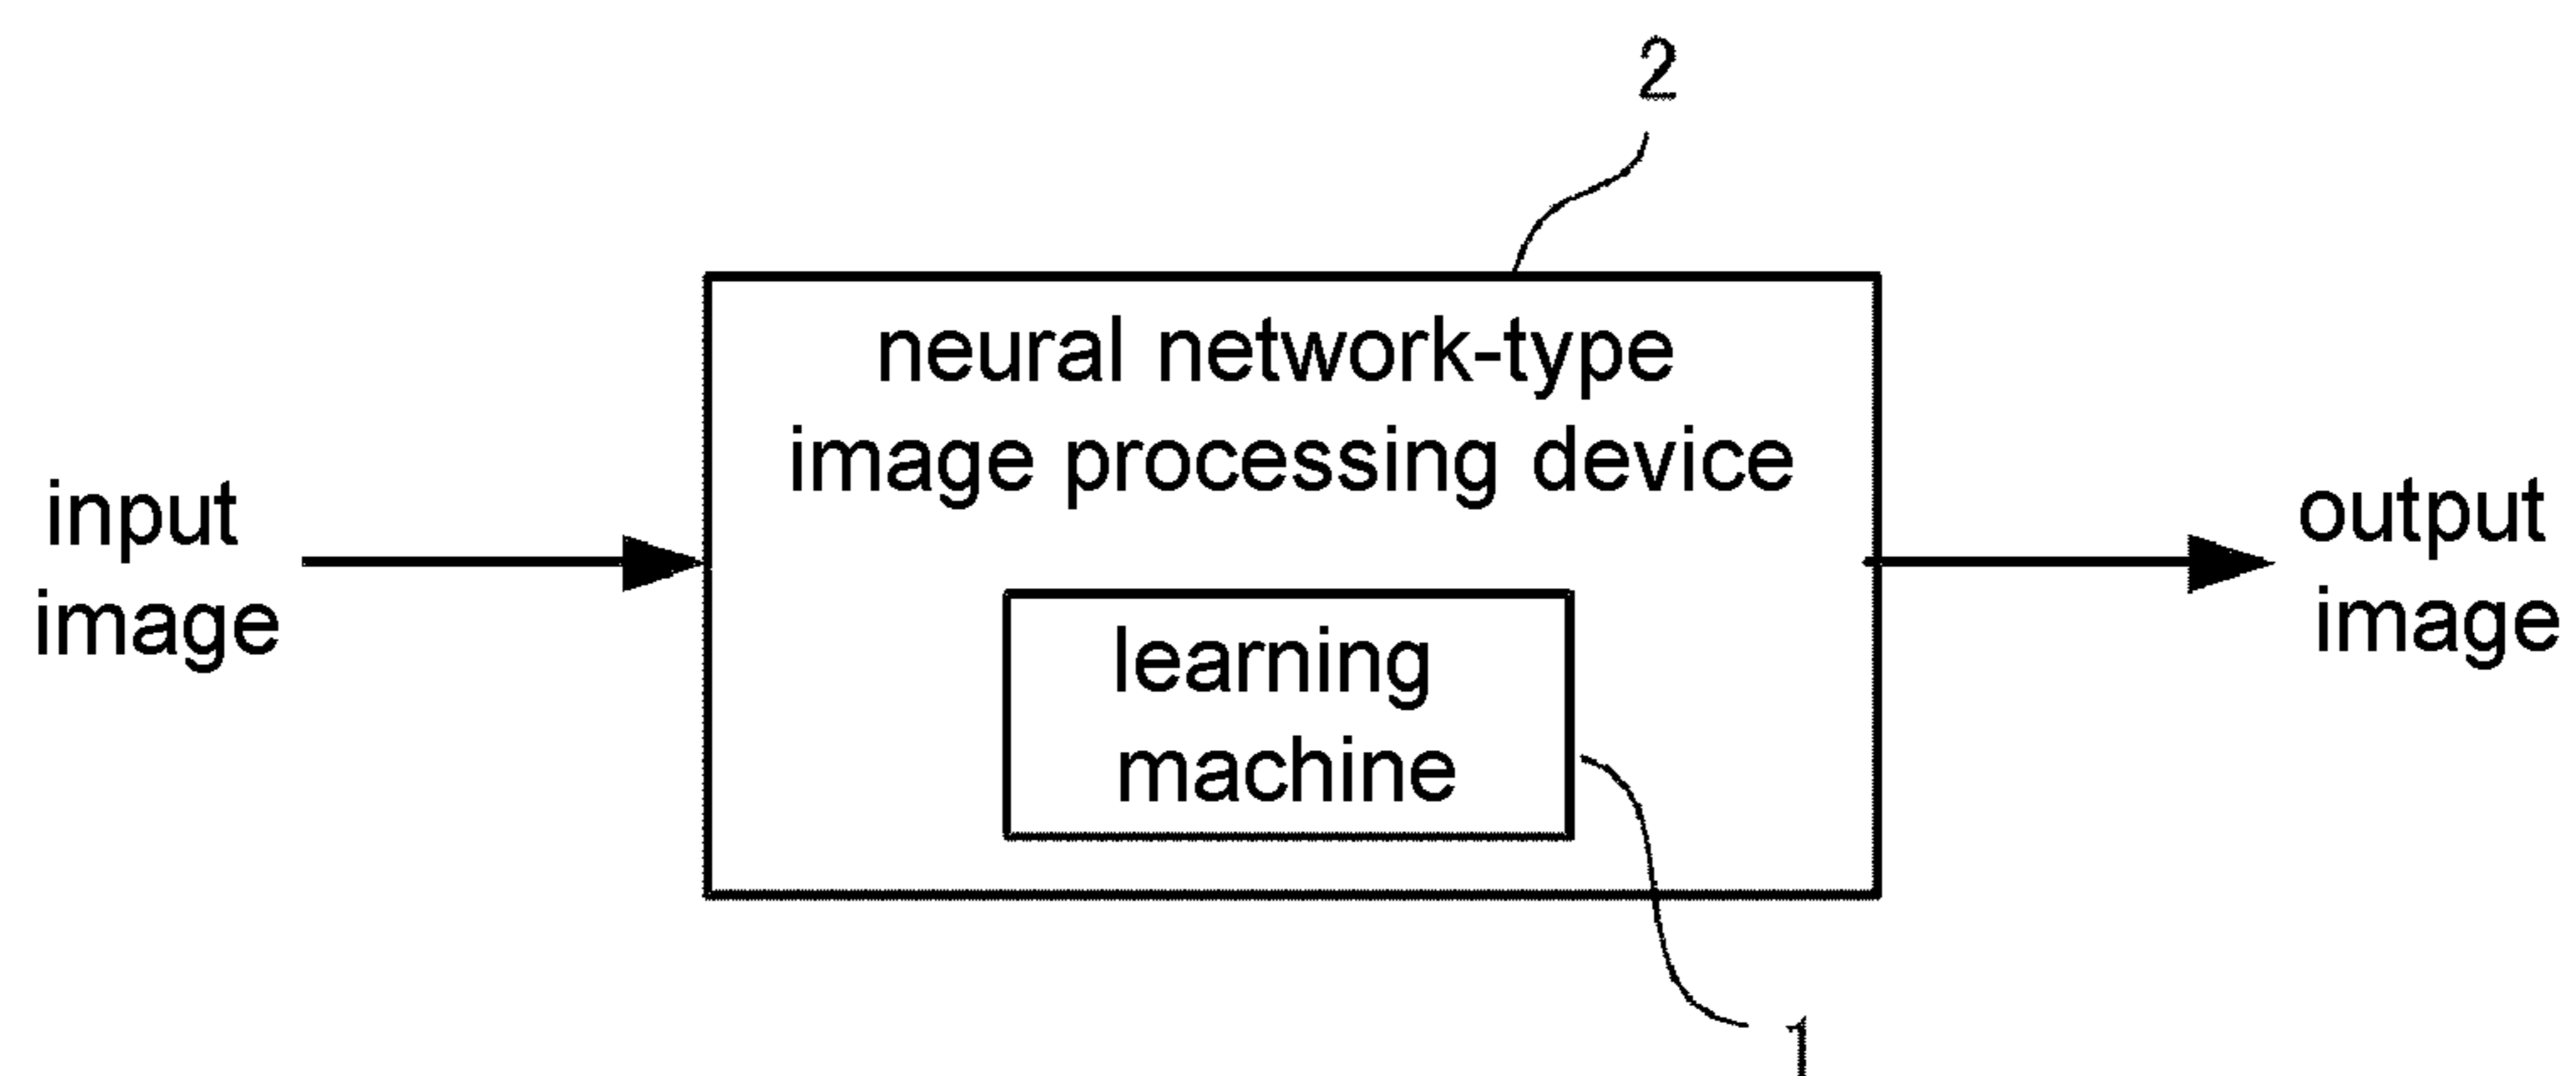 2
neural network-type
image processing device
input
image
output
image
learning
machine
1